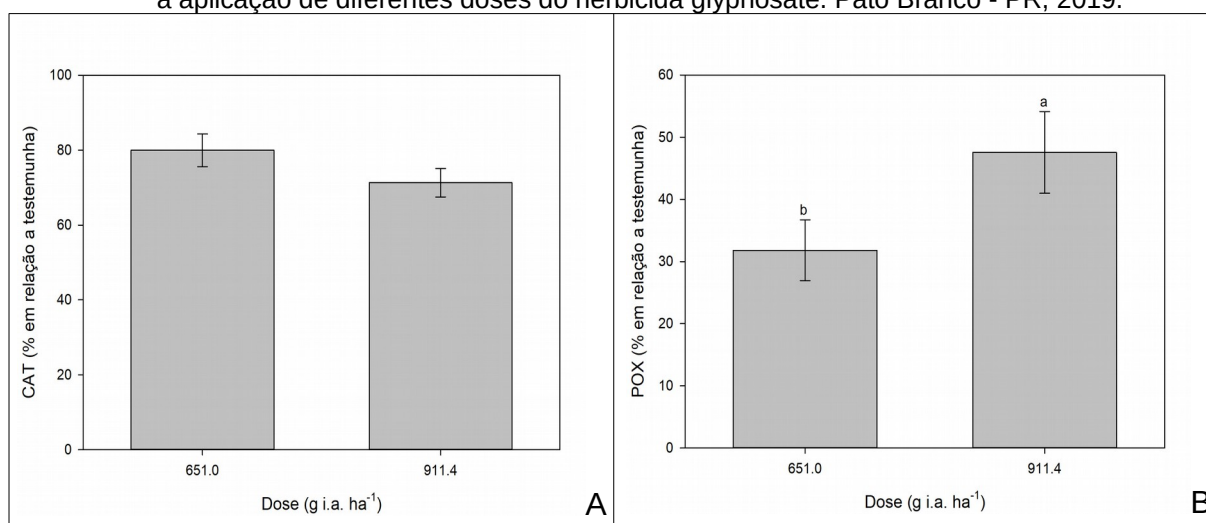 a aplicação de diferentes doses do herbicida glyphosate. Pato Branco - PR, 2019.
100
80
60
40
20
0
CAT (% em relação a testemunha)
651.0
911.4
Dose (g i.a. ha⁻¹)
A
60
50
40
30
20
10
0
POX (% em relação a testemunha)
b
a
651.0
911.4
Dose (g i.a. ha⁻¹)
B